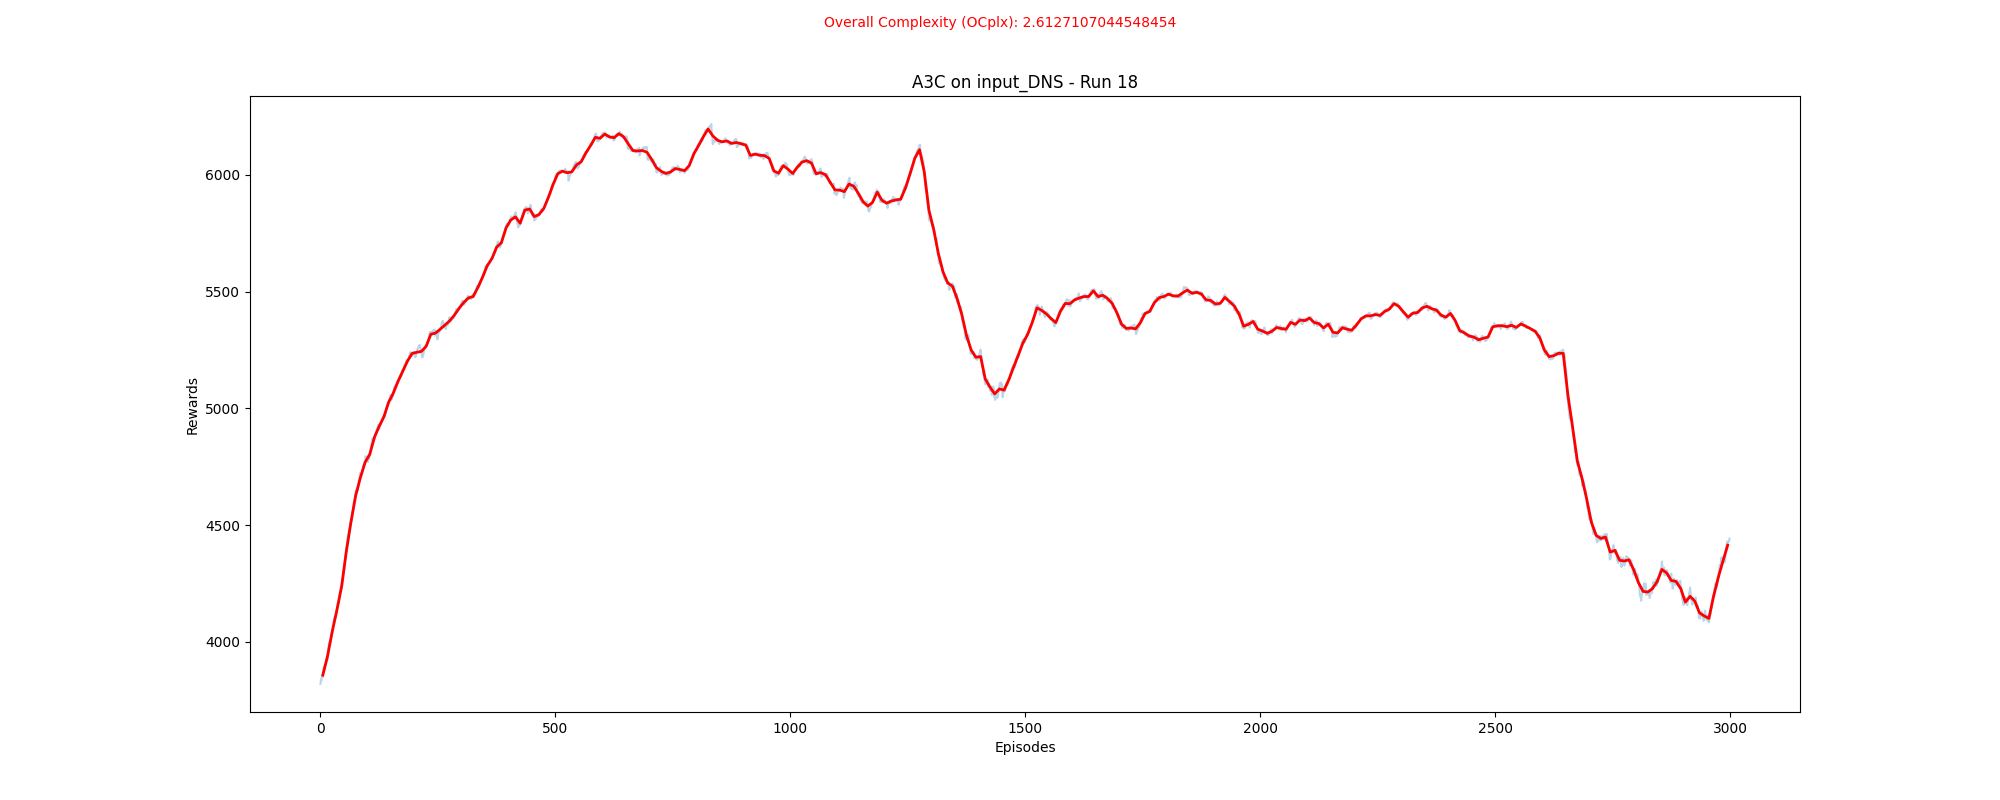 Overall Complexity (OCplx): 2.6127107044548454
A3C on input_DNS - Run 18
Rewards
6000
5500
5000
4500
4000
0 500 1000 1500 2000 2500 3000
Episodes